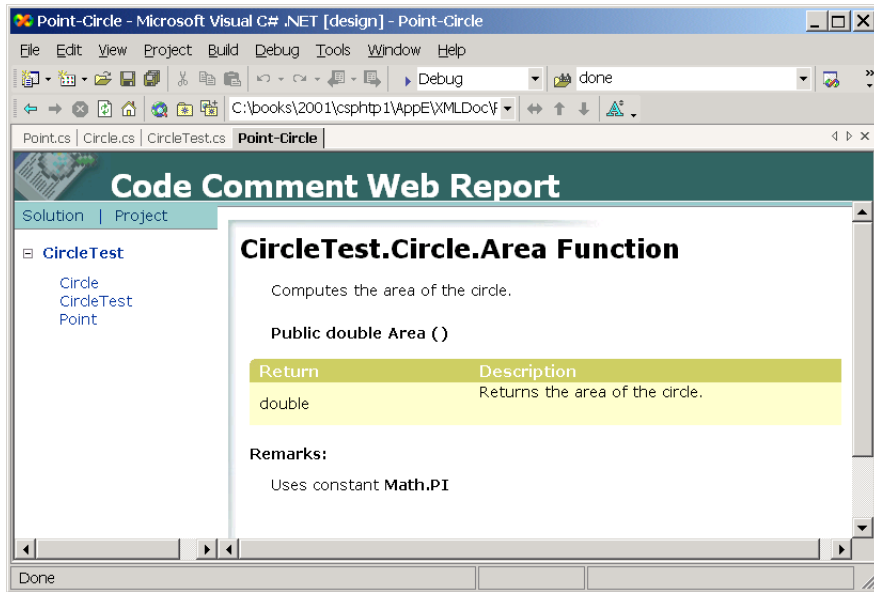 Point-Circle - Microsoft Visual C# .NET [design] - Point-Circle
File Edit View Project Build Debug Tools Window Help
Debug done
C:\books\2001\csphtp1\AppE\XMLDoc\
Point.cs Circle.cs CircleTest.cs Point-Circle
Code Comment Web Report
Solution | Project
CircleTest
Circle
CircleTest
Point
CircleTest.Circle.Area Function
Computes the area of the circle.
Public double Area ()
Return Description
double Returns the area of the circle.
Remarks:
Uses constant Math.PI
Done